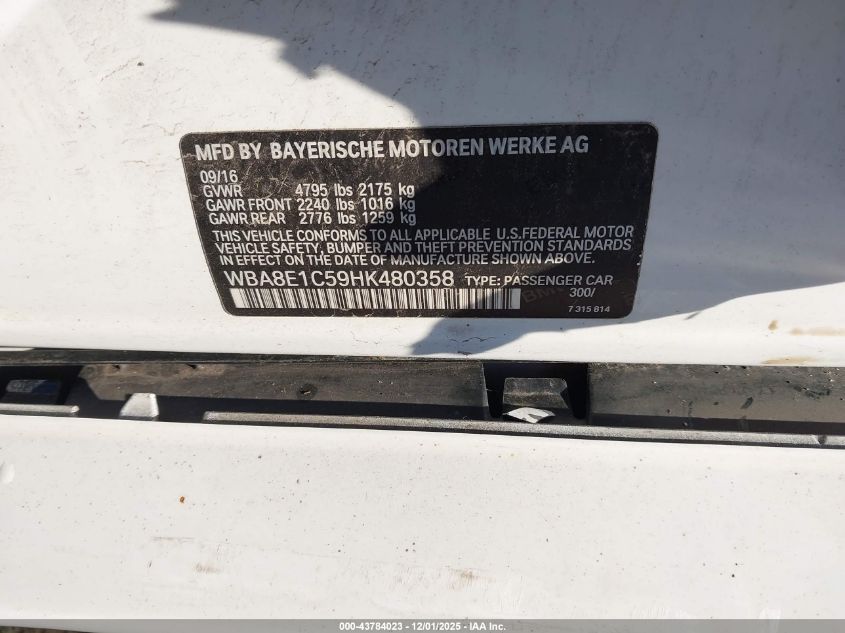 MFD BY BAYERISCHE MOTOREN WERKE AG
09/16
GVWR 4795 lbs 2175 kg
GAWR FRONT 2240 lbs 1016 kg
GAWR REAR 2776 lbs 1259 kg
THIS VEHICLE CONFORMS TO ALL APPLICABLE U.S.FEDERAL MOTOR
VEHICLE SAFETY, BUMPER AND THEFT PREVENTION STANDARDS
IN EFFECT ON THE DATE OF MANUFACTURE SHOWN ABOVE.
WBA8E1C59HK480358 TYPE: PASSENGER CAR
300/
7 315 814
000-43784023 - 12/01/2025 - IAA Inc.